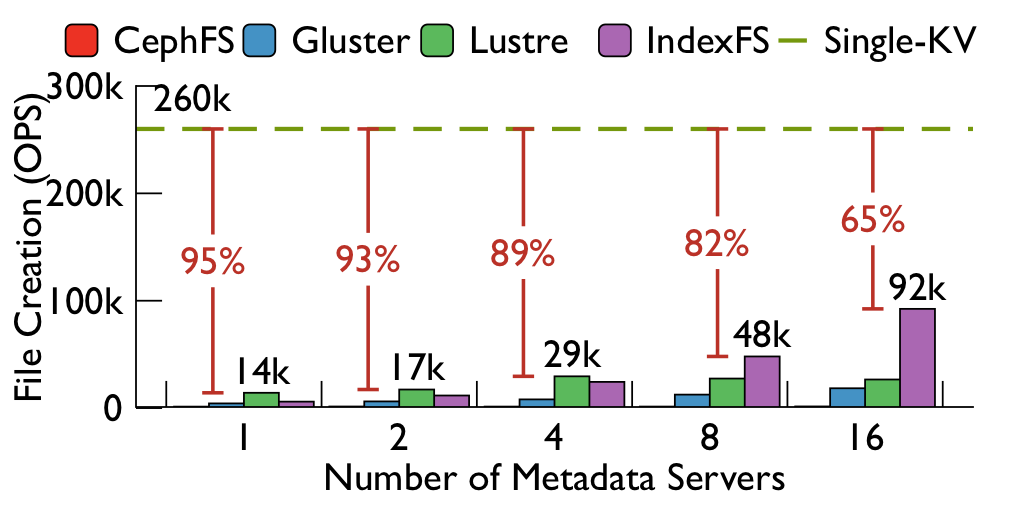 CephFS Gluster Lustre IndexFS Single-KV
File Creation (OPS)
300k
260k
200k
100k
0
95%
93%
89%
82%
65%
14k
17k
29k
48k
92k
1 2 4 8 16
Number of Metadata Servers